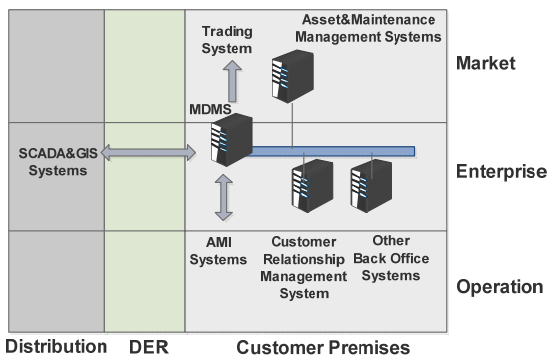 Trading
System
Asset&Maintenance
Management Systems
Market
MDMS
SCADA&GIS
Systems
Enterprise
AMI
Systems
Customer
Relationship
Management
System
Other
Back Office
Systems
Operation
Distribution
DER
Customer Premises